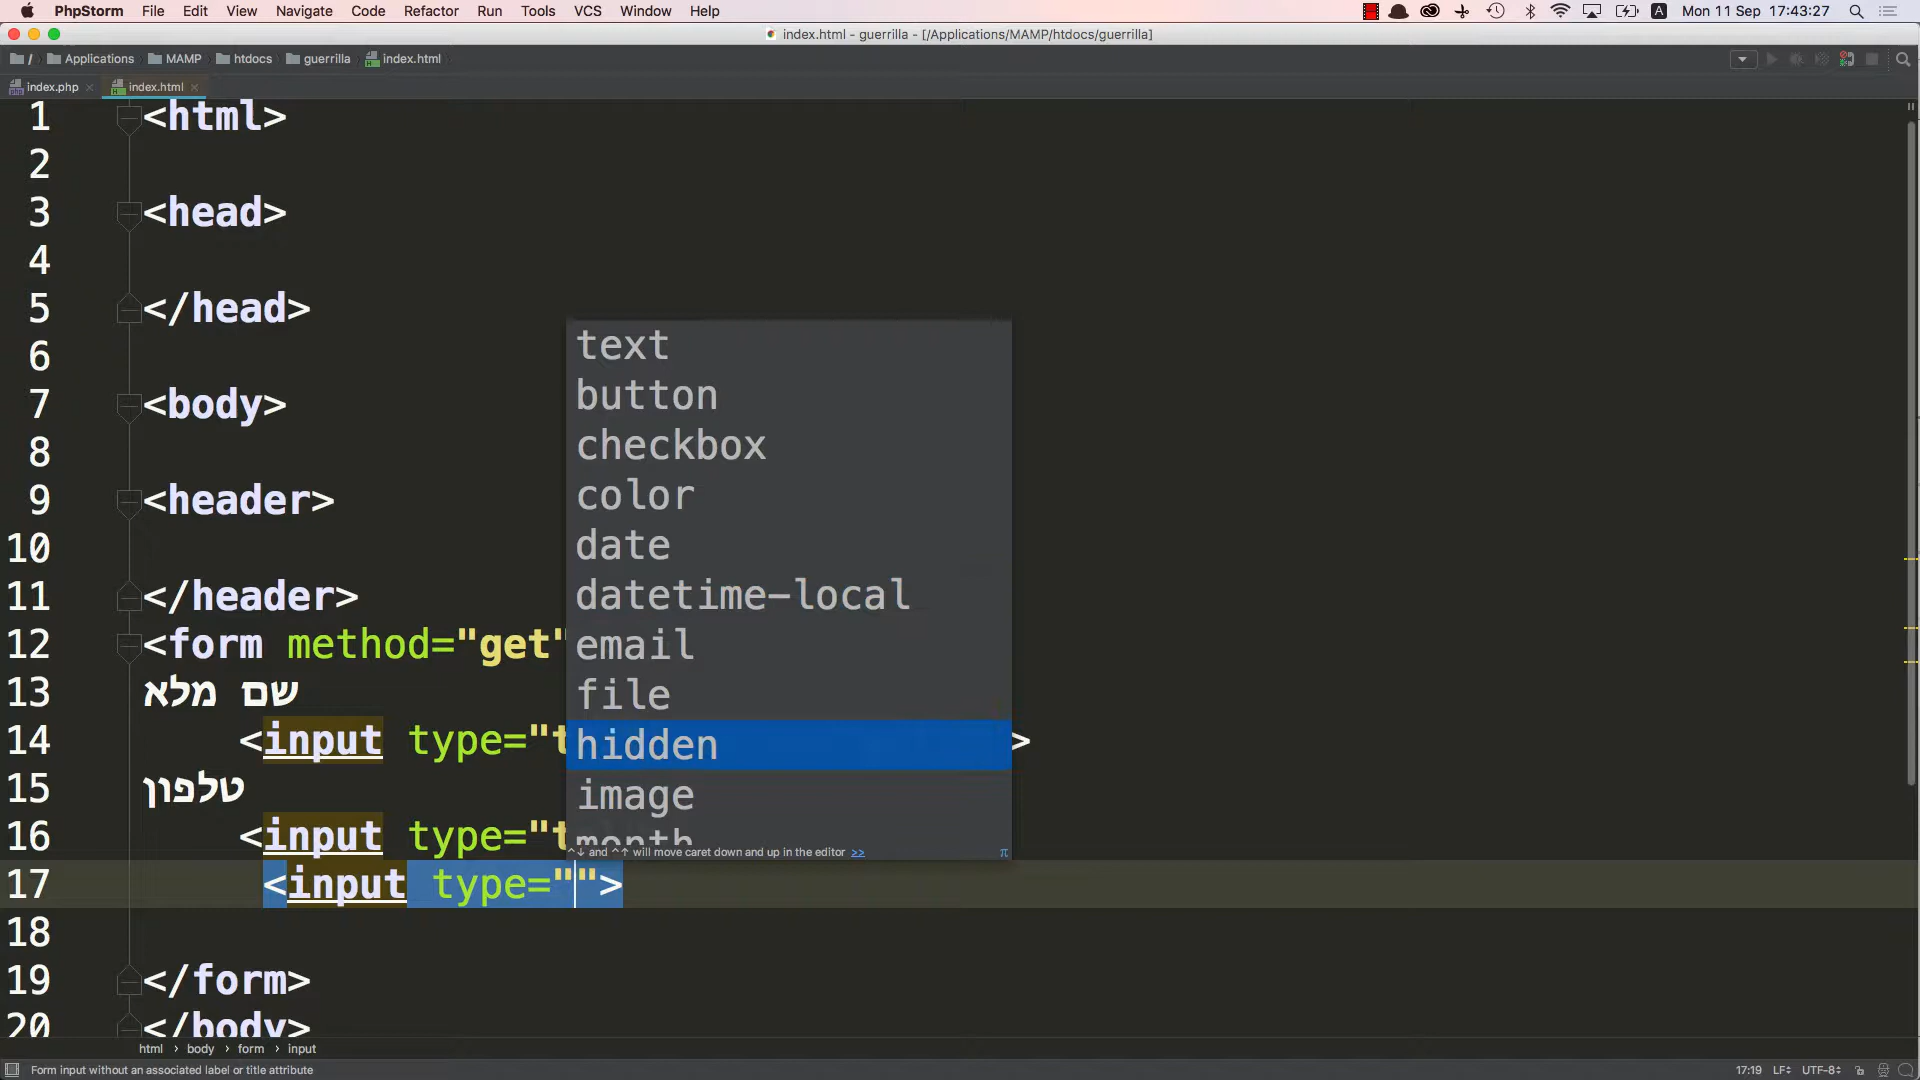 PhpStorm File Edit View Navigate Code Refactor Run Tools VCS Window Help A Mon 11 Sep 17:43:27
index.html - guerrilla - [/Applications/MAMP/htdocs/guerrilla]
/ Applications MAMP htdocs guerrilla index.html
index.php index.html
1 <html>
2
3 <head>
4
5 </head>
6
7 <body>
8
9 <header>
10
11 </header>
12 <form method="get"
13 שם מלא
14 <input type="t >
15 טלפון
16 <input type="t
17 <input type="">
18
19 </form>
20 </body>
text
button
checkbox
color
date
datetime-local
email
file
hidden
image
month
^↓ and ^↑ will move caret down and up in the editor >> π
html › body › form › input
Form input without an associated label or title attribute 17:19 LF÷ UTF-8÷